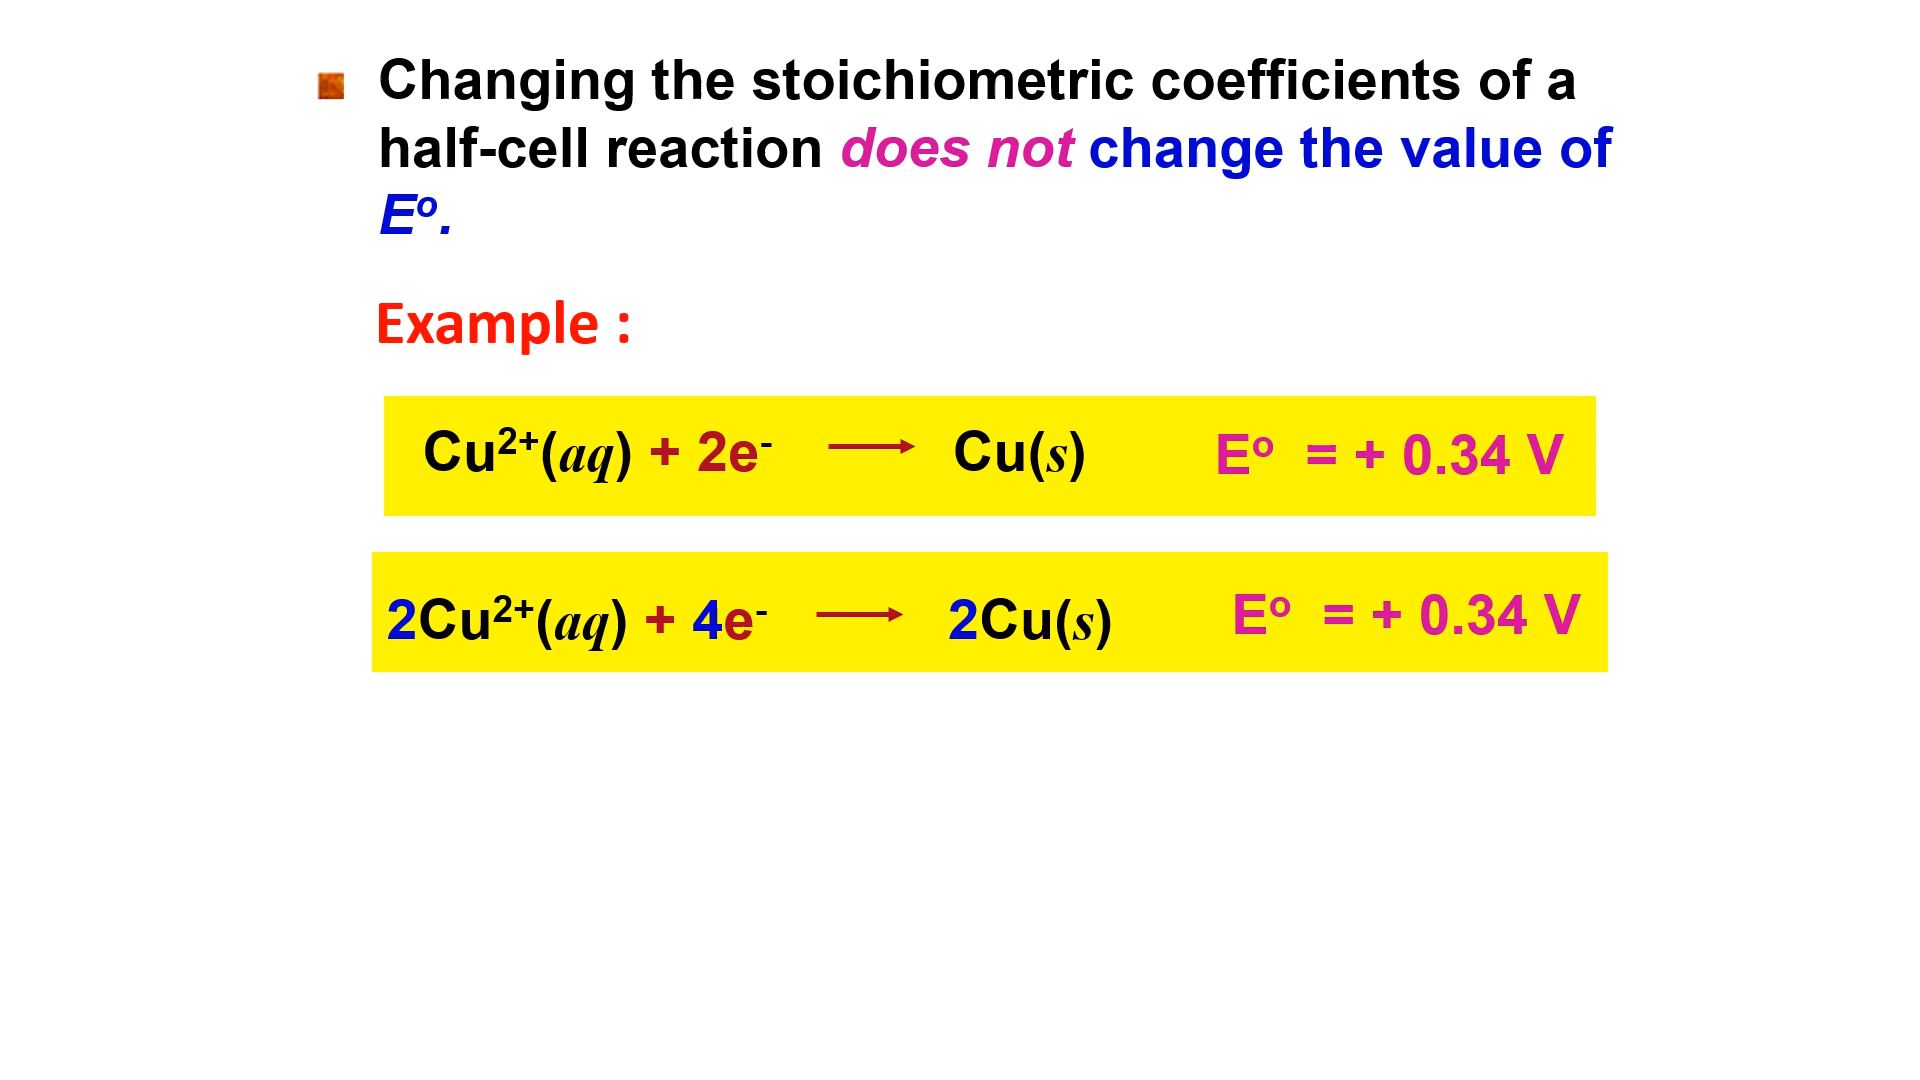 Changing the stoichiometric coefficients of a
half-cell reaction does not change the value of
Eº.
Example :
Cu²⁺(aq) + 2e⁻ ⟶ Cu(s) Eº = + 0.34 V
2Cu²⁺(aq) + 4e⁻ ⟶ 2Cu(s) Eº = + 0.34 V